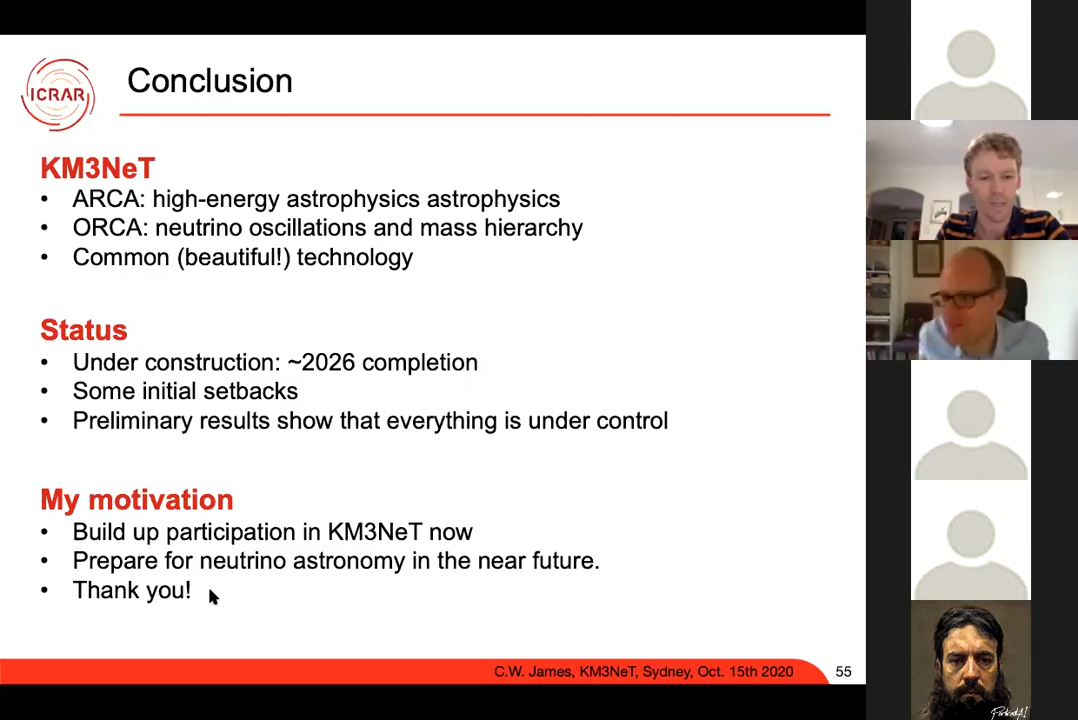 ICRAR
Conclusion
KM3NeT
• ARCA: high-energy astrophysics astrophysics
• ORCA: neutrino oscillations and mass hierarchy
• Common (beautiful!) technology
Status
• Under construction: ~2026 completion
• Some initial setbacks
• Preliminary results show that everything is under control
My motivation
• Build up participation in KM3NeT now
• Prepare for neutrino astronomy in the near future.
• Thank you!
C.W. James, KM3NeT, Sydney, Oct. 15th 2020
55